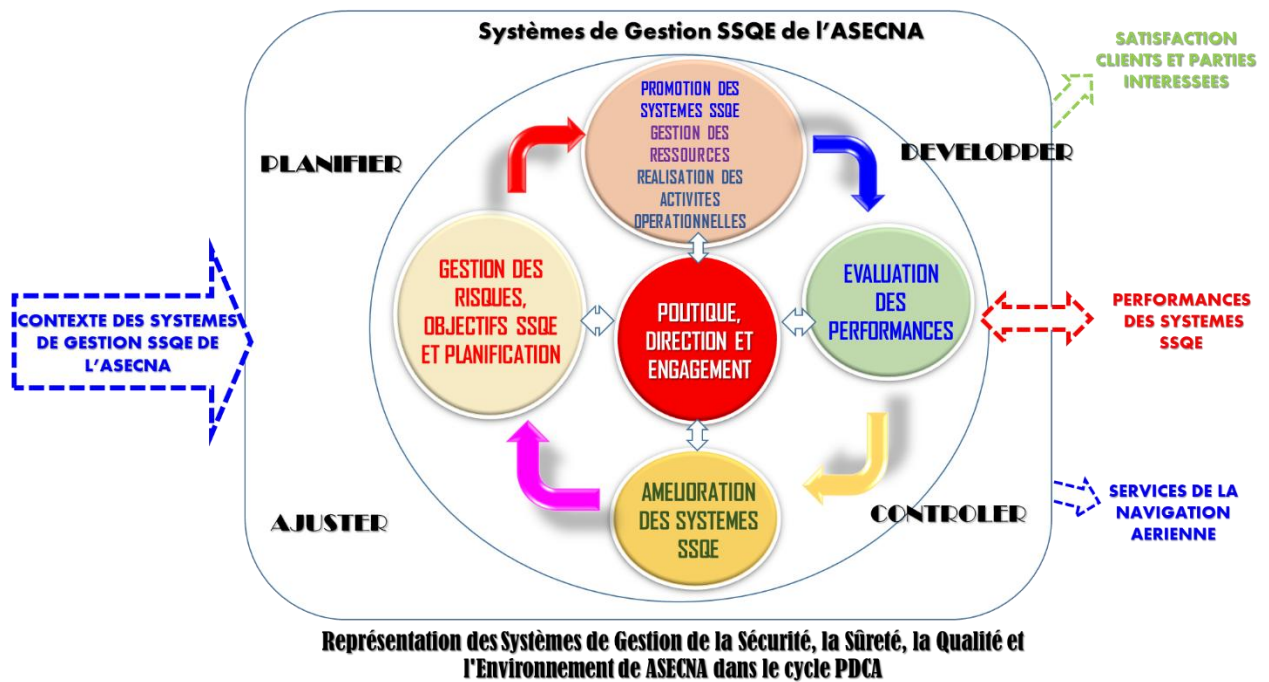 Systèmes de Gestion SSQE de l’ASECNA
SATISFACTION
CLIENTS ET PARTIES
INTERESSEES
PLANIFIER
PROMOTION DES
SYSTEMES SSQE
GESTION DES
RESSOURCES
REALISATION DES
ACTIVITES
OPERATIONNELLES
DEVELOPPER
CONTEXTE DES SYSTEMES
DE GESTION SSQE DE
L’ASECNA
GESTION DES
RISQUES,
OBJECTIFS SSQE
ET PLANIFICATION
POLITIQUE,
DIRECTION ET
ENGAGEMENT
EVALUATION
DES
PERFORMANCES
PERFORMANCES
DES SYSTEMES
SSQE
AJUSTER
AMELIORATION
DES SYSTEMES
SSQE
CONTROLER
SERVICES DE LA
NAVIGATION
AERIENNE
Représentation des Systèmes de Gestion de la Sécurité, la Sûreté, la Qualité et
l'Environnement de ASECNA dans le cycle PDCA